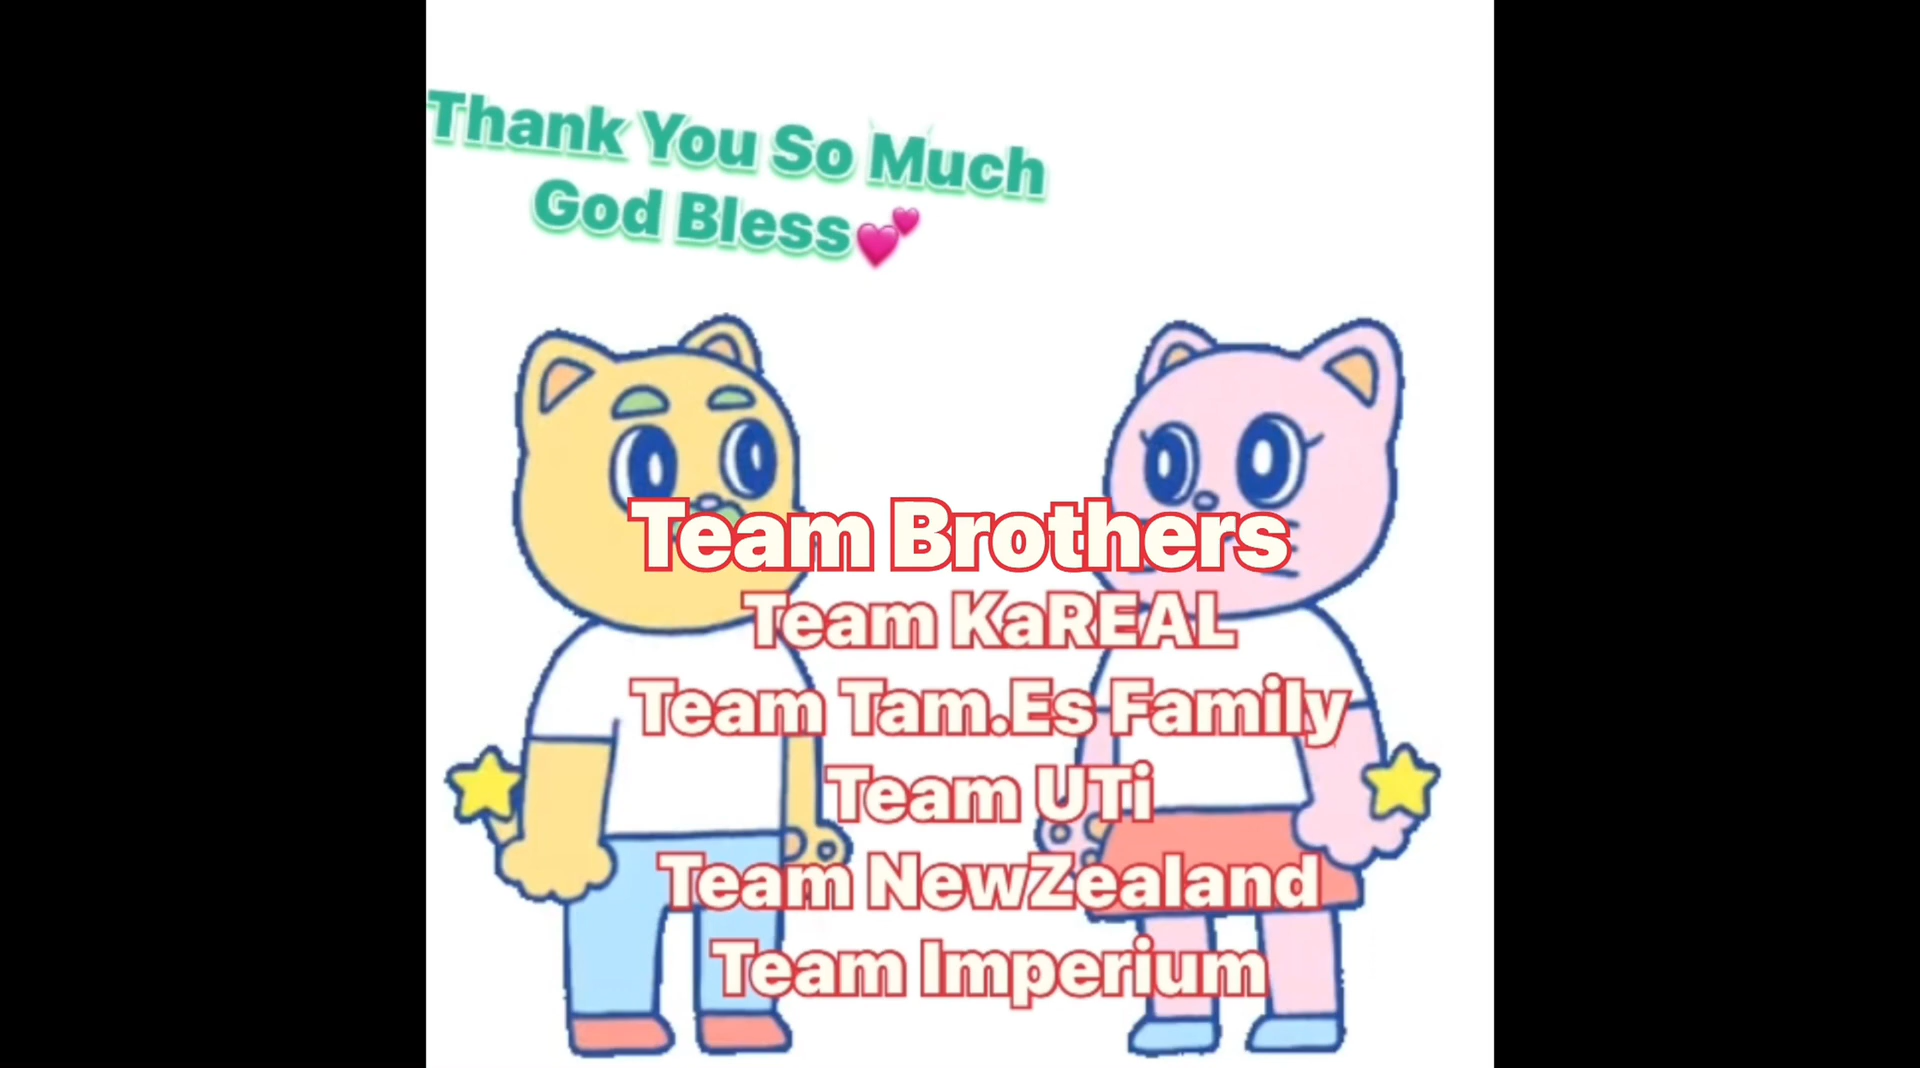 Thank You So Much
God Bless💕
Team Brothers
Team KaREAL
Team Tam.Es Family
Team UTi
Team NewZealand
Team Imperium